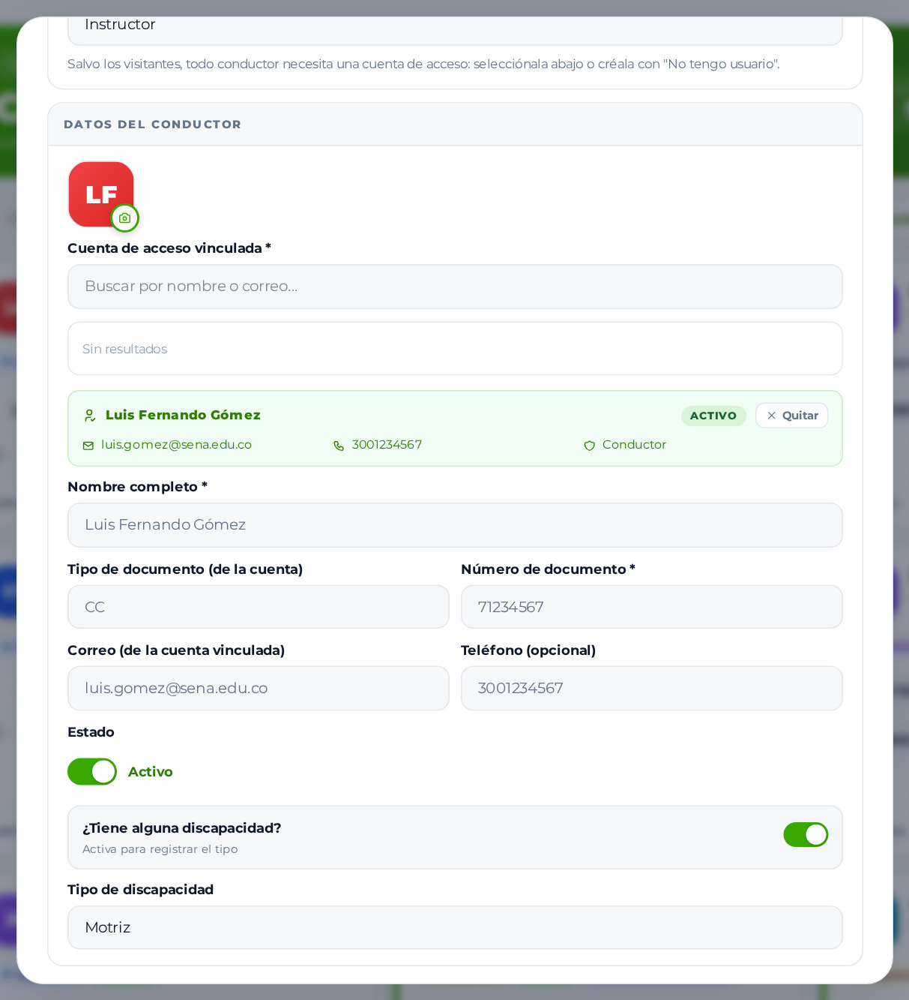 Instructor
Salvo los visitantes, todo conductor necesita una cuenta de acceso: selecciónala abajo o créala con "No tengo usuario".
DATOS DEL CONDUCTOR
LF
Cuenta de acceso vinculada *
Buscar por nombre o correo...
Sin resultados
Luis Fernando Gómez
ACTIVO
Quitar
luis.gomez@sena.edu.co
3001234567
Conductor
Nombre completo *
Luis Fernando Gómez
Tipo de documento (de la cuenta)
Número de documento *
CC
71234567
Correo (de la cuenta vinculada)
Teléfono (opcional)
luis.gomez@sena.edu.co
3001234567
Estado
Activo
¿Tiene alguna discapacidad?
Activa para registrar el tipo
Tipo de discapacidad
Motriz